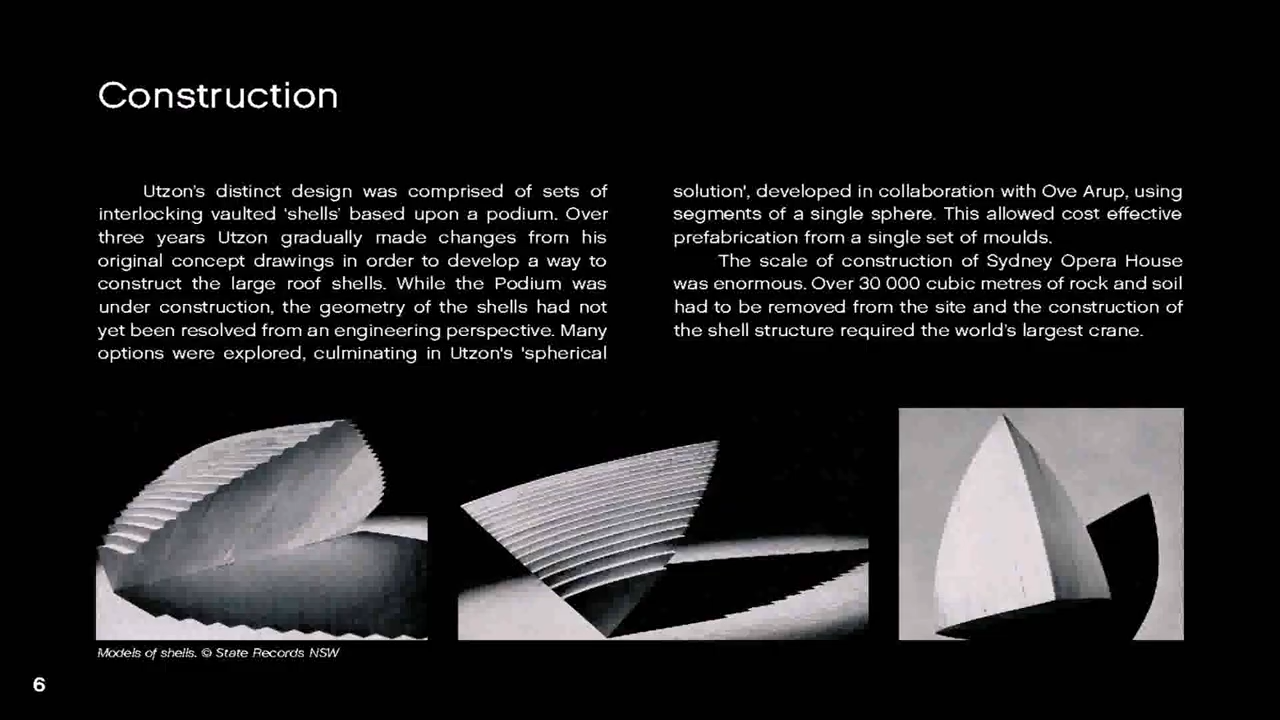 Construction
Utzon's distinct design was comprised of sets of
interlocking vaulted 'shells' based upon a podium. Over
three years Utzon gradually made changes from his
original concept drawings in order to develop a way to
construct the large roof shells. While the Podium was
under construction, the geometry of the shells had not
yet been resolved from an engineering perspective. Many
options were explored, culminating in Utzon's 'spherical
solution', developed in collaboration with Ove Arup, using
segments of a single sphere. This allowed cost effective
prefabrication from a single set of moulds.
The scale of construction of Sydney Opera House
was enormous. Over 30 000 cubic metres of rock and soil
had to be removed from the site and the construction of
the shell structure required the world's largest crane.
Models of shells. © State Records NSW
6